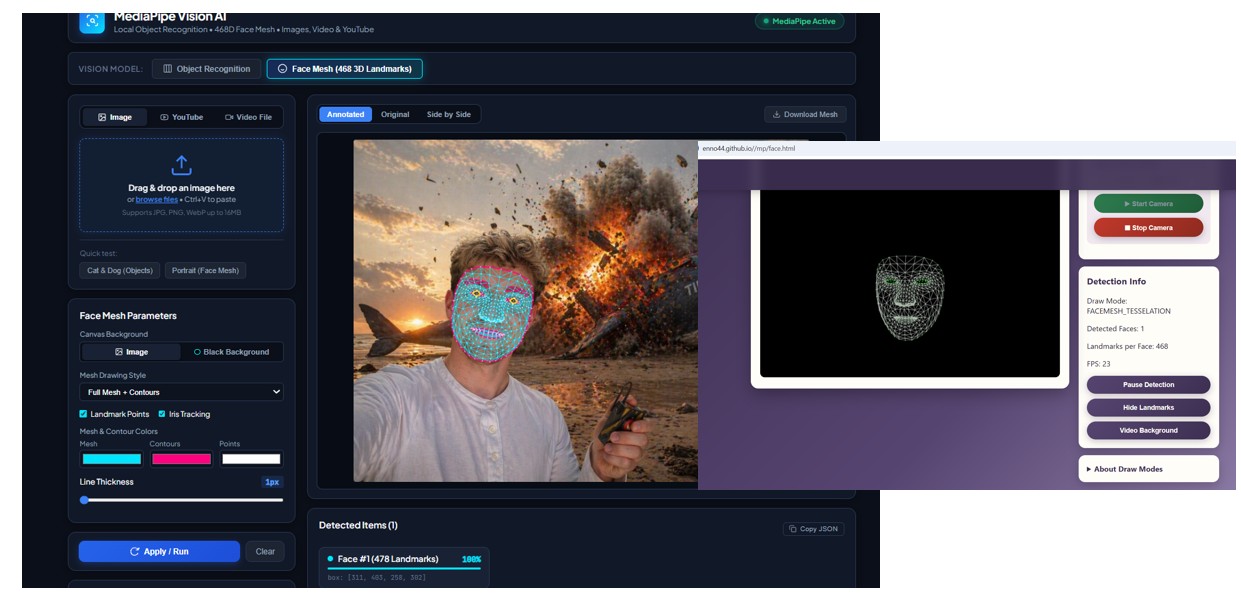 MediaPipe Vision AI
Local Object Recognition • 468D Face Mesh • Images, Video & YouTube
MediaPipe Active
VISION MODEL:
Object Recognition
Face Mesh (468 3D Landmarks)
Image
YouTube
Video File
Drag & drop an image here
or browse files • Ctrl+V to paste
Supports JPG, PNG, WebP up to 16MB
Quick test:
Cat & Dog (Objects)
Portrait (Face Mesh)
Face Mesh Parameters
Canvas Background
Image
Black Background
Mesh Drawing Style
Full Mesh + Contours
Landmark Points
Iris Tracking
Mesh & Contour Colors
Mesh
Contours
Points
Line Thickness
1px
Apply / Run
Clear
Annotated
Original
Side by Side
Download Mesh
Detected Items (1)
Copy JSON
Face #1 (478 Landmarks)
100%
box: [311, 403, 258, 302]
enno44.github.io//mp/face.html
▶ Start Camera
Stop Camera
Detection Info
Draw Mode:
FACEMESH_TESSELATION
Detected Faces: 1
Landmarks per Face: 468
FPS: 23
Pause Detection
Hide Landmarks
Video Background
▶ About Draw Modes